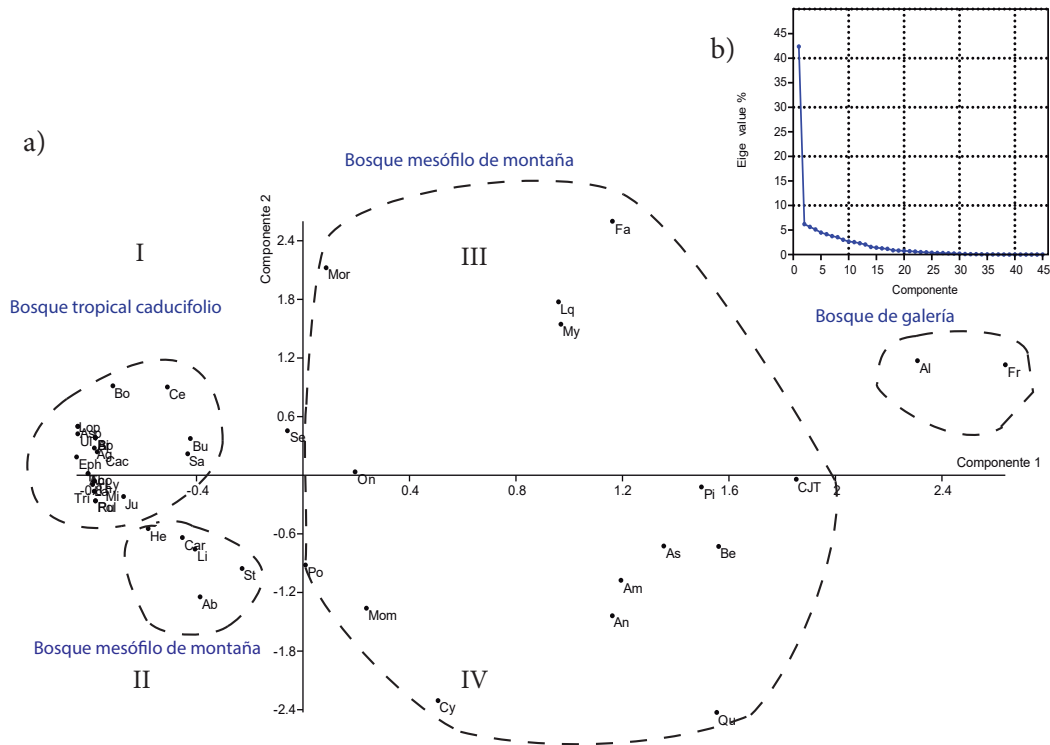 a)
b)
45
40
35
30
25
20
15
10
5
0
Eige value %
0 5 10 15 20 25 30 35 40 45
Componente
Bosque mesófilo de montaña
Componente 2
2.4
1.8
1.2
0.6
-0.6
-1.2
-1.8
-2.4
I
III
Bosque tropical caducifolio
Bosque de galería
Fa
Mor
Lq
My
Al
Fr
Bo
Ce
Lop
Asp
Ul
Bu
Se
Ag
Cac
Sa
Eph
On
Componente 1
-0.4
0.4
0.8
1.2
1.6
2
2.4
Pi
CJT
Tri
Mi
Ju
He
Car
Li
St
Ab
Po
Mom
As
Be
Am
An
Cy
Qu
Bosque mesófilo de montaña
II
IV